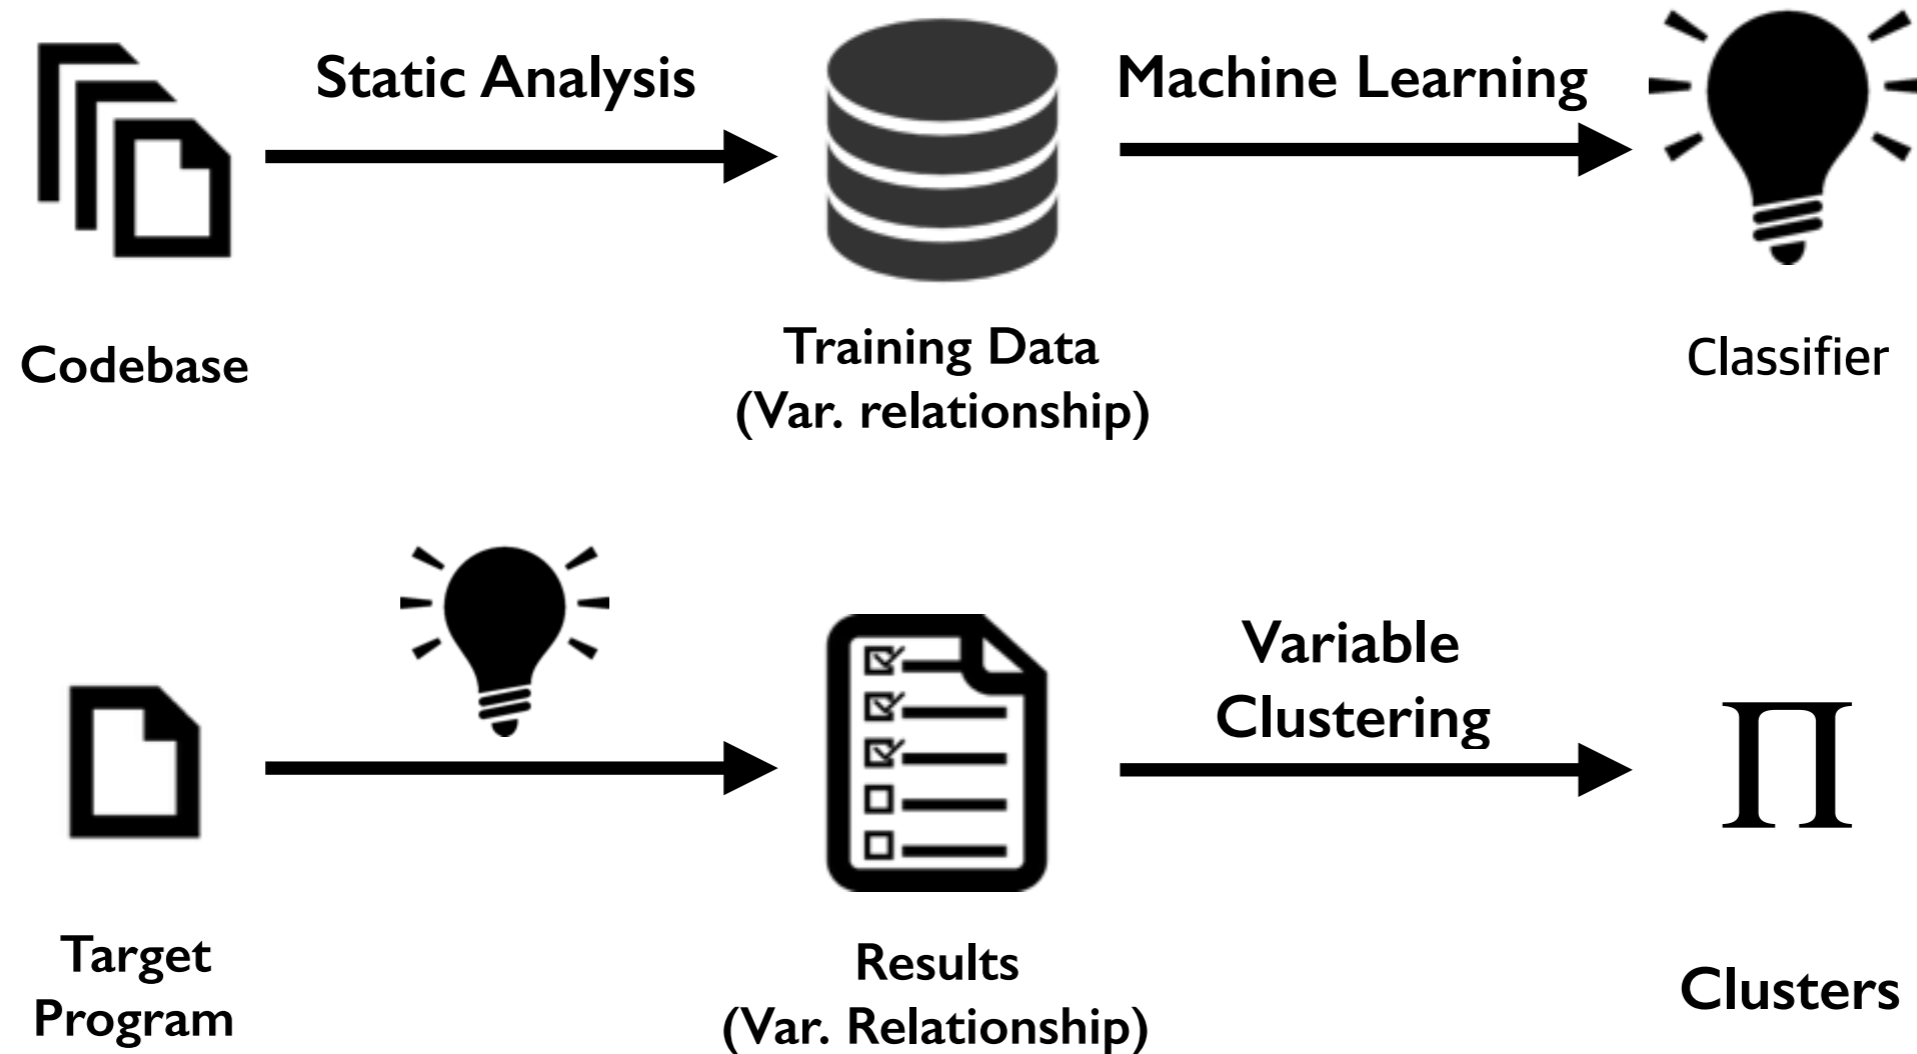 Static Analysis
Machine Learning
Codebase
Training Data
(Var. relationship)
Classifier
Variable
Clustering
∏
Target
Program
Results
(Var. Relationship)
Clusters